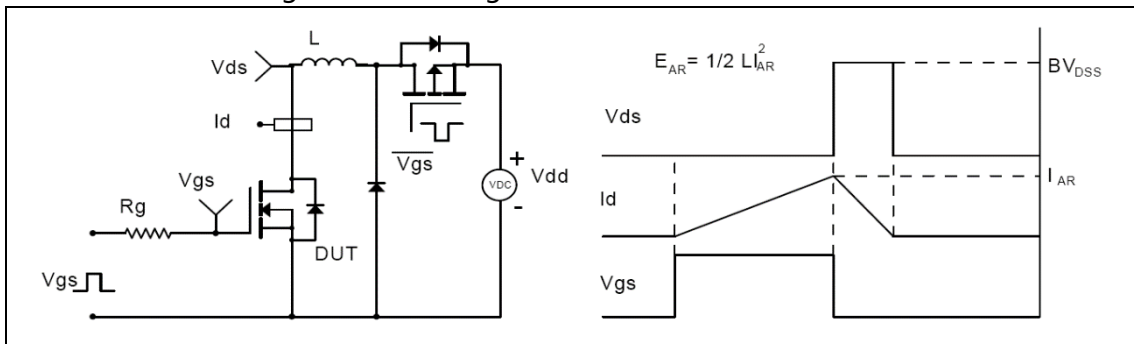 L
Vds
Id
Vgs
Rg
DUT
Vgs
Vgs
VDC
+
Vdd
-
E_AR= 1/2 LI_AR^2
BV_DSS
Vds
I_AR
Id
Vgs